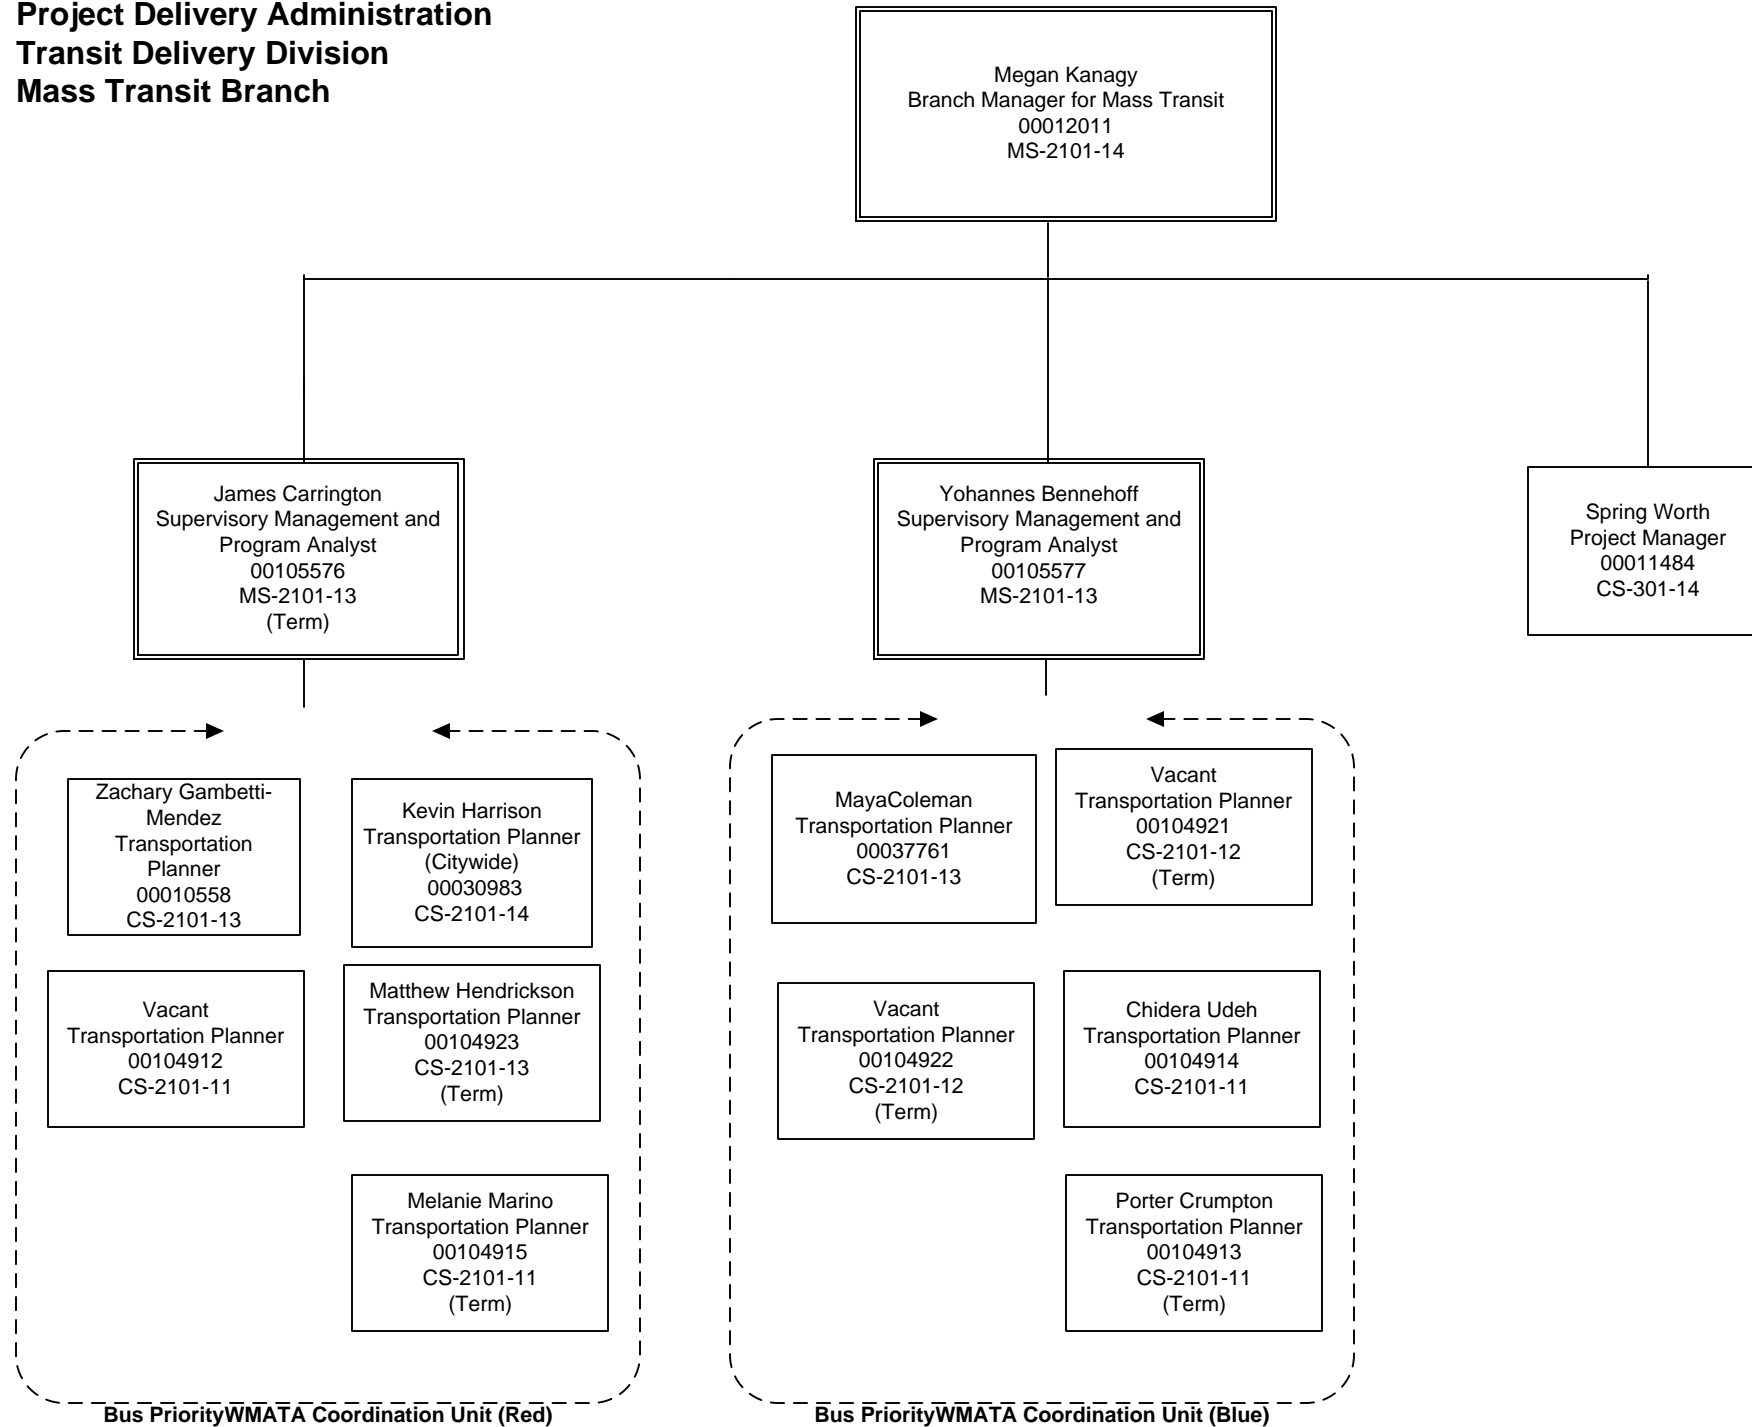 Project Delivery Administration
Transit Delivery Division
Mass Transit Branch
Megan Kanagy
Branch Manager for Mass Transit
00012011
MS-2101-14
James Carrington
Supervisory Management and
Program Analyst
00105576
MS-2101-13
(Term)
Yohannes Bennehoff
Supervisory Management and
Program Analyst
00105577
MS-2101-13
Spring Worth
Project Manager
00011484
CS-301-14
Zachary Gambetti-
Mendez
Transportation
Planner
00010558
CS-2101-13
Kevin Harrison
Transportation Planner
(Citywide)
00030983
CS-2101-14
Vacant
Transportation Planner
00104912
CS-2101-11
Matthew Hendrickson
Transportation Planner
00104923
CS-2101-13
(Term)
Melanie Marino
Transportation Planner
00104915
CS-2101-11
(Term)
Bus PriorityWMATA Coordination Unit (Red)
MayaColeman
Transportation Planner
00037761
CS-2101-13
Vacant
Transportation Planner
00104921
CS-2101-12
(Term)
Vacant
Transportation Planner
00104922
CS-2101-12
(Term)
Chidera Udeh
Transportation Planner
00104914
CS-2101-11
Porter Crumpton
Transportation Planner
00104913
CS-2101-11
(Term)
Bus PriorityWMATA Coordination Unit (Blue)